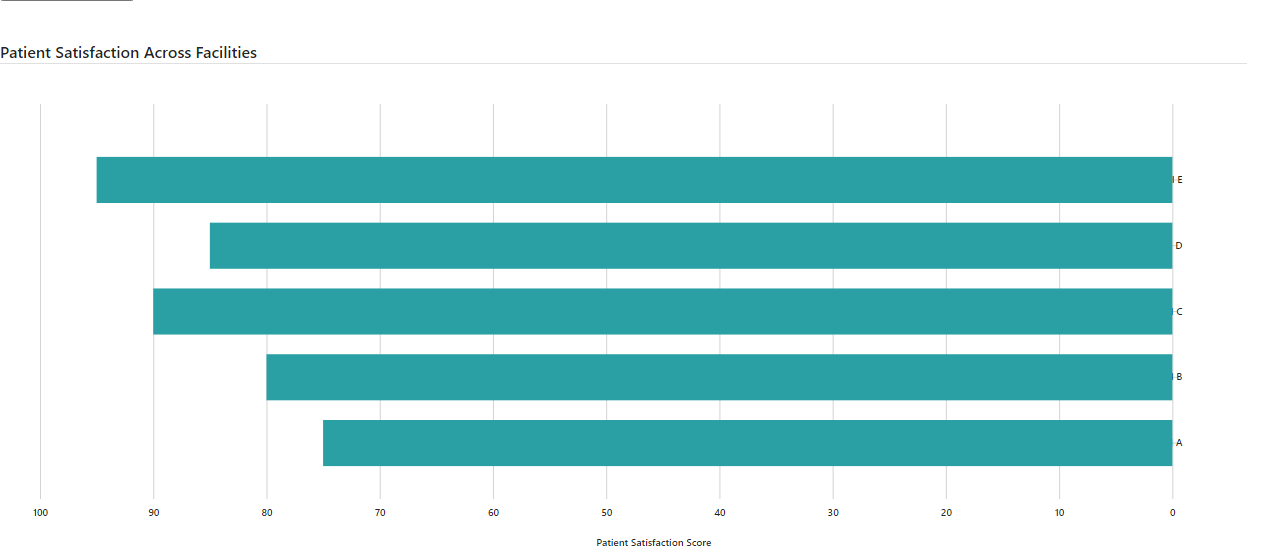 Patient Satisfaction Across Facilities
E
D
C
B
A
100 90 80 70 60 50 40 30 20 10 0
Patient Satisfaction Score